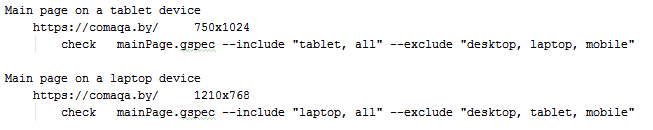 Main page on a tablet device
https://comaqa.by/ 750x1024
check mainPage.gspec --include "tablet, all" --exclude "desktop, laptop, mobile"
Main page on a laptop device
https://comaqa.by/ 1210x768
check mainPage.gspec --include "laptop, all" --exclude "desktop, tablet, mobile"